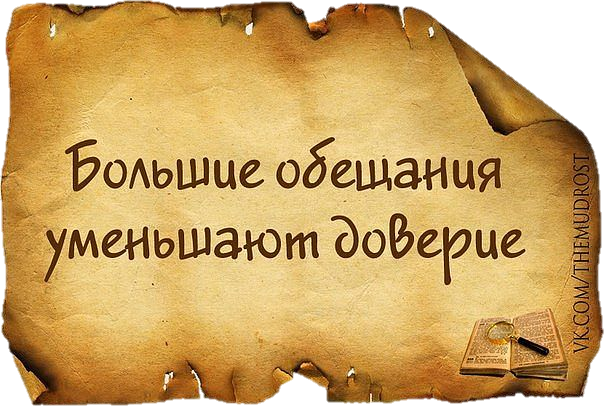 Большие обещания
уменьшают доверие
VK.COM/THEMUDROST